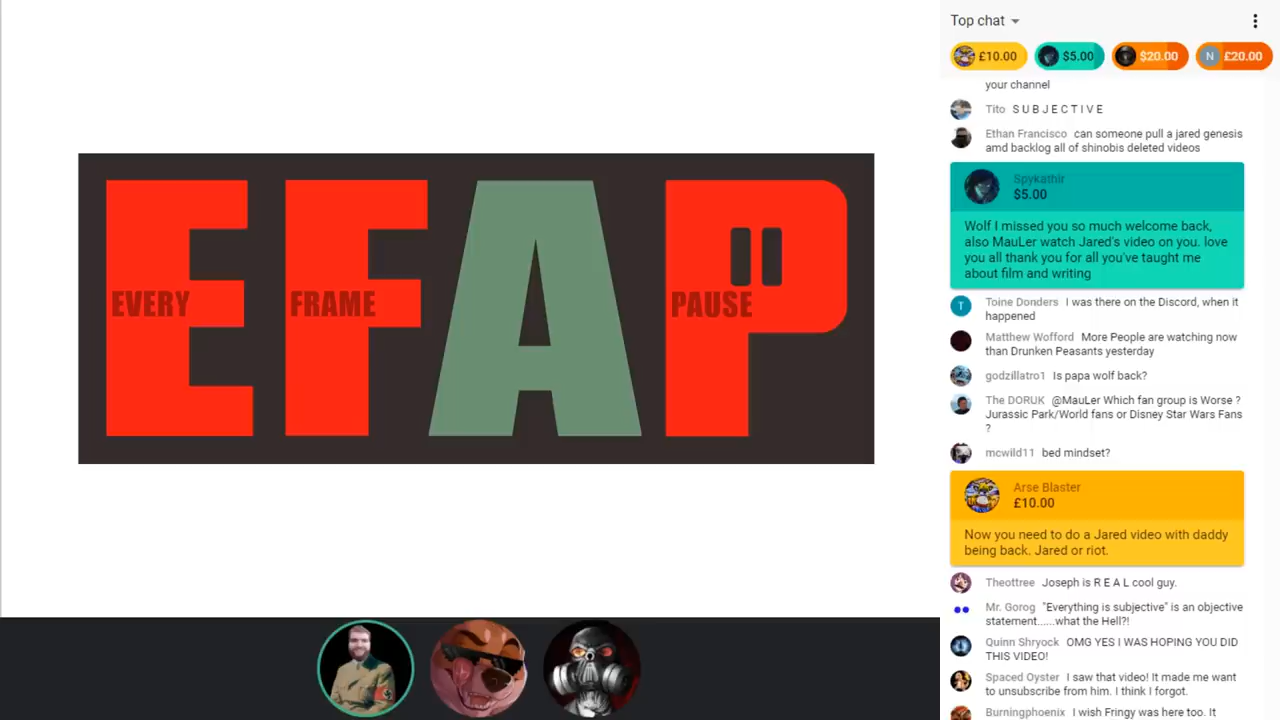 EVERY
FRAME
A
PAUSE
EFAP
Top chat
£10.00
$5.00
$20.00
N
£20.00
your channel
Tito S U B J E C T I V E
Ethan Francisco can someone pull a jared genesis
amd backlog all of shinobis deleted videos
Spykathir
$5.00
Wolf I missed you so much welcome back,
also MauLer watch Jared's video on you. love
you all thank you for all you've taught me
about film and writing
T
Toine Donders I was there on the Discord, when it
happened
Matthew Wofford More People are watching now
than Drunken Peasants yesterday
godzillatro1 Is papa wolf back?
The DORUK @MauLer Which fan group is Worse ?
Jurassic Park/World fans or Disney Star Wars Fans
?
mcwild11 bed mindset?
Arse Blaster
£10.00
Now you need to do a Jared video with daddy
being back. Jared or riot.
Theottree Joseph is R E A L cool guy.
Mr. Gorog "Everything is subjective" is an objective
statement......what the Hell?!
Quinn Shryock OMG YES I WAS HOPING YOU DID
THIS VIDEO!
Spaced Oyster I saw that video! It made me want
to unsubscribe from him. I think I forgot.
Burningphoenix I wish Fringy was here too. It